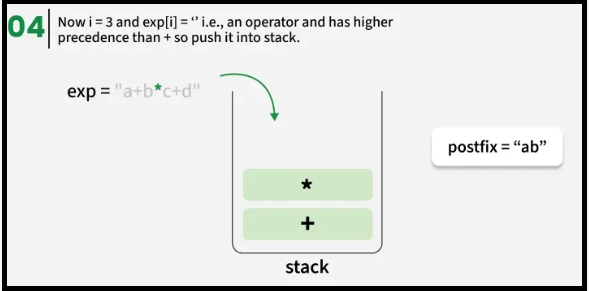 04
Now i = 3 and exp[i] = ‘’ i.e., an operator and has higher
precedence than + so push it into stack.
exp = "a+b*c+d"
postfix = “ab”
*
+
stack